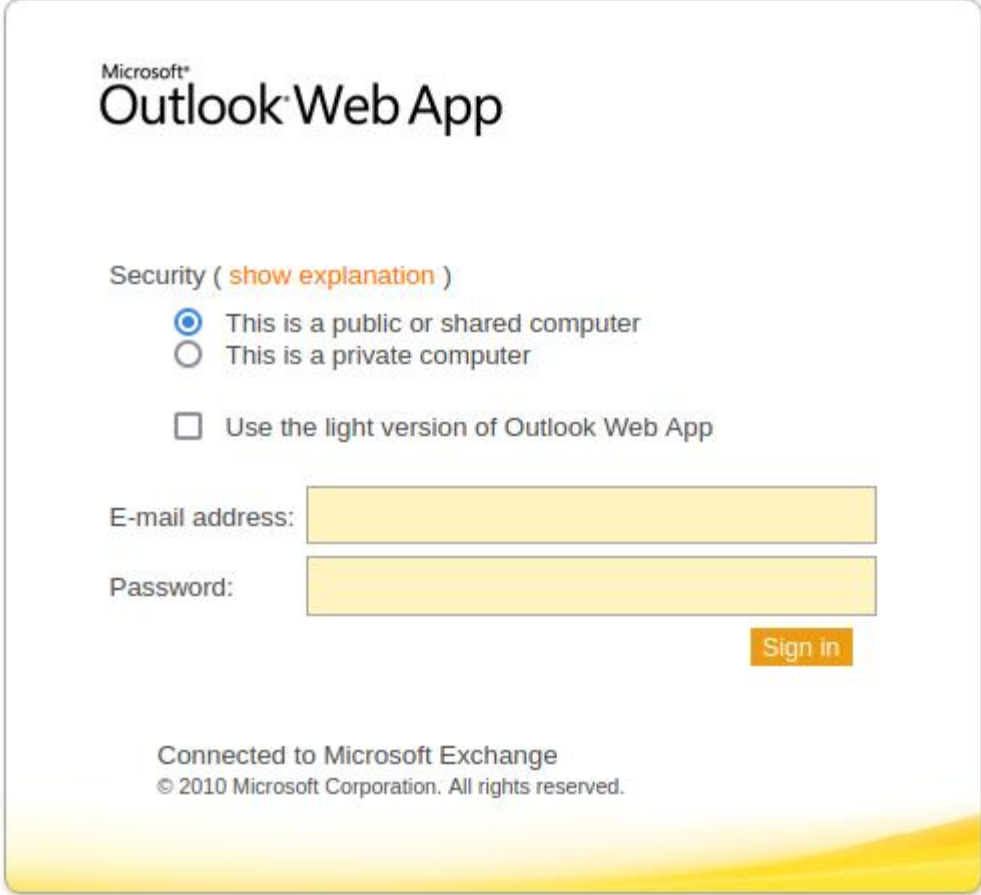 Microsoft®
Outlook Web App
Security ( show explanation )
This is a public or shared computer
This is a private computer
Use the light version of Outlook Web App
E-mail address:
Password:
Sign in
Connected to Microsoft Exchange
© 2010 Microsoft Corporation. All rights reserved.